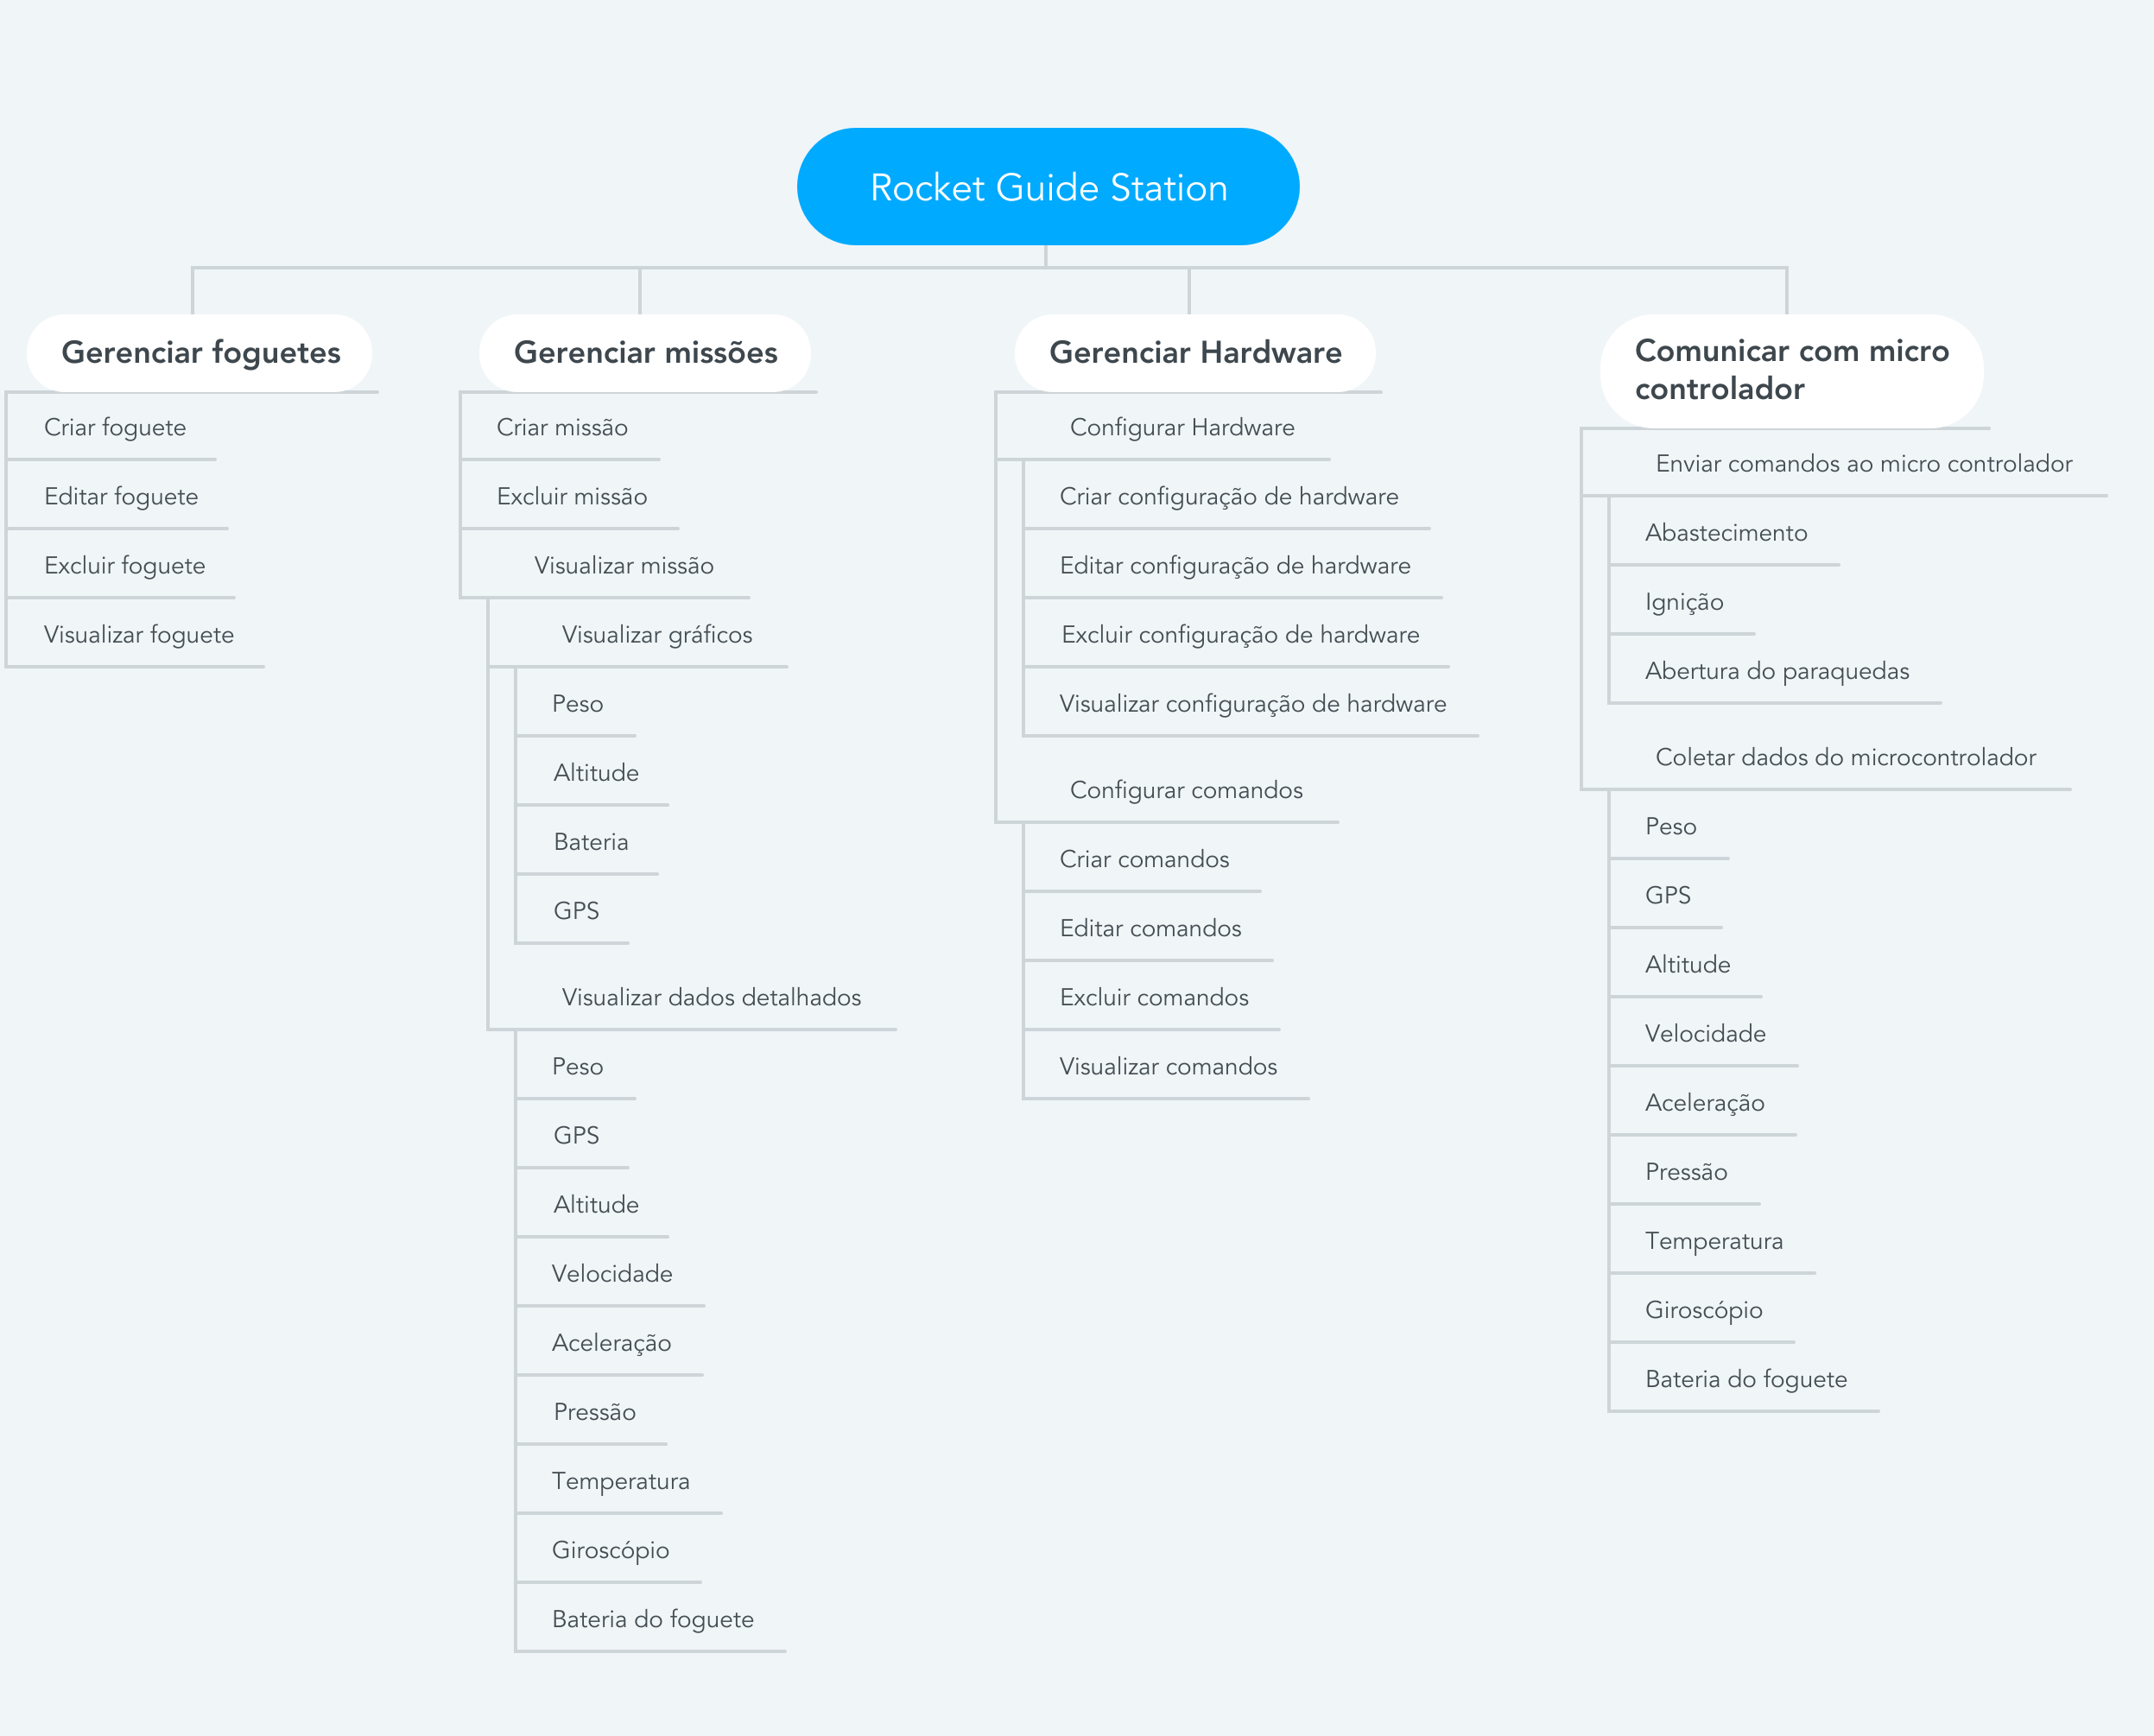 Rocket Guide Station
Gerenciar foguetes
Criar foguete
Editar foguete
Excluir foguete
Visualizar foguete
Gerenciar missões
Criar missão
Excluir missão
Visualizar missão
Visualizar gráficos
Peso
Altitude
Bateria
GPS
Visualizar dados detalhados
Peso
GPS
Altitude
Velocidade
Aceleração
Pressão
Temperatura
Giroscópio
Bateria do foguete
Gerenciar Hardware
Configurar Hardware
Criar configuração de hardware
Editar configuração de hardware
Excluir configuração de hardware
Visualizar configuração de hardware
Configurar comandos
Criar comandos
Editar comandos
Excluir comandos
Visualizar comandos
Comunicar com micro
controlador
Enviar comandos ao micro controlador
Abastecimento
Ignição
Abertura do paraquedas
Coletar dados do microcontrolador
Peso
GPS
Altitude
Velocidade
Aceleração
Pressão
Temperatura
Giroscópio
Bateria do foguete